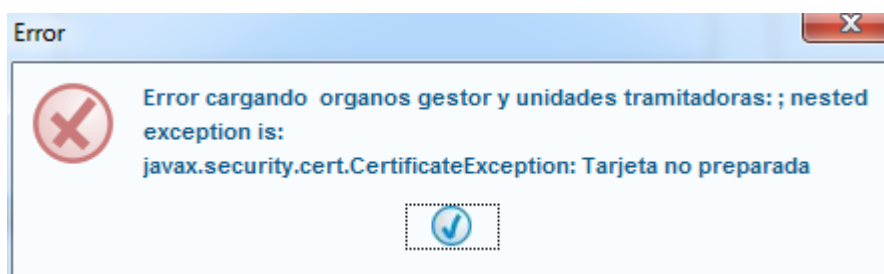 Error
Error cargando organos gestor y unidades tramitadoras: ; nested
exception is:
javax.security.cert.CertificateException: Tarjeta no preparada